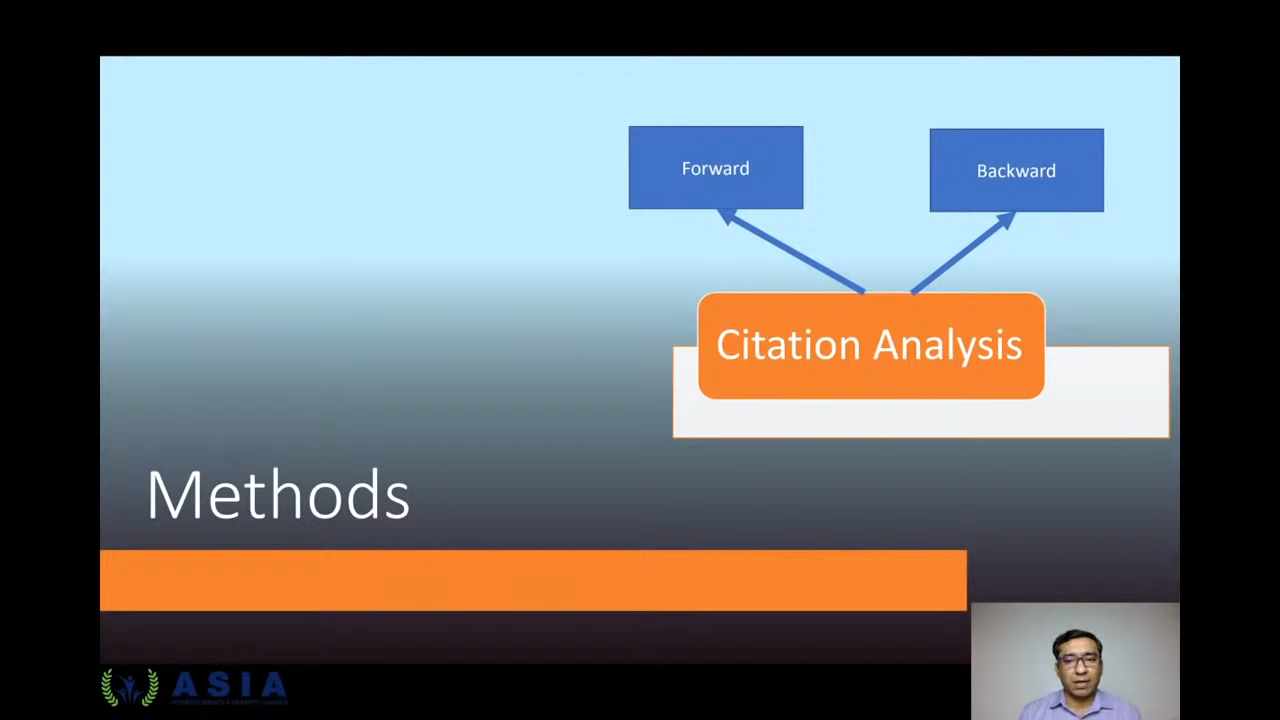 Forward
Backward
Citation Analysis
Methods
ASIA